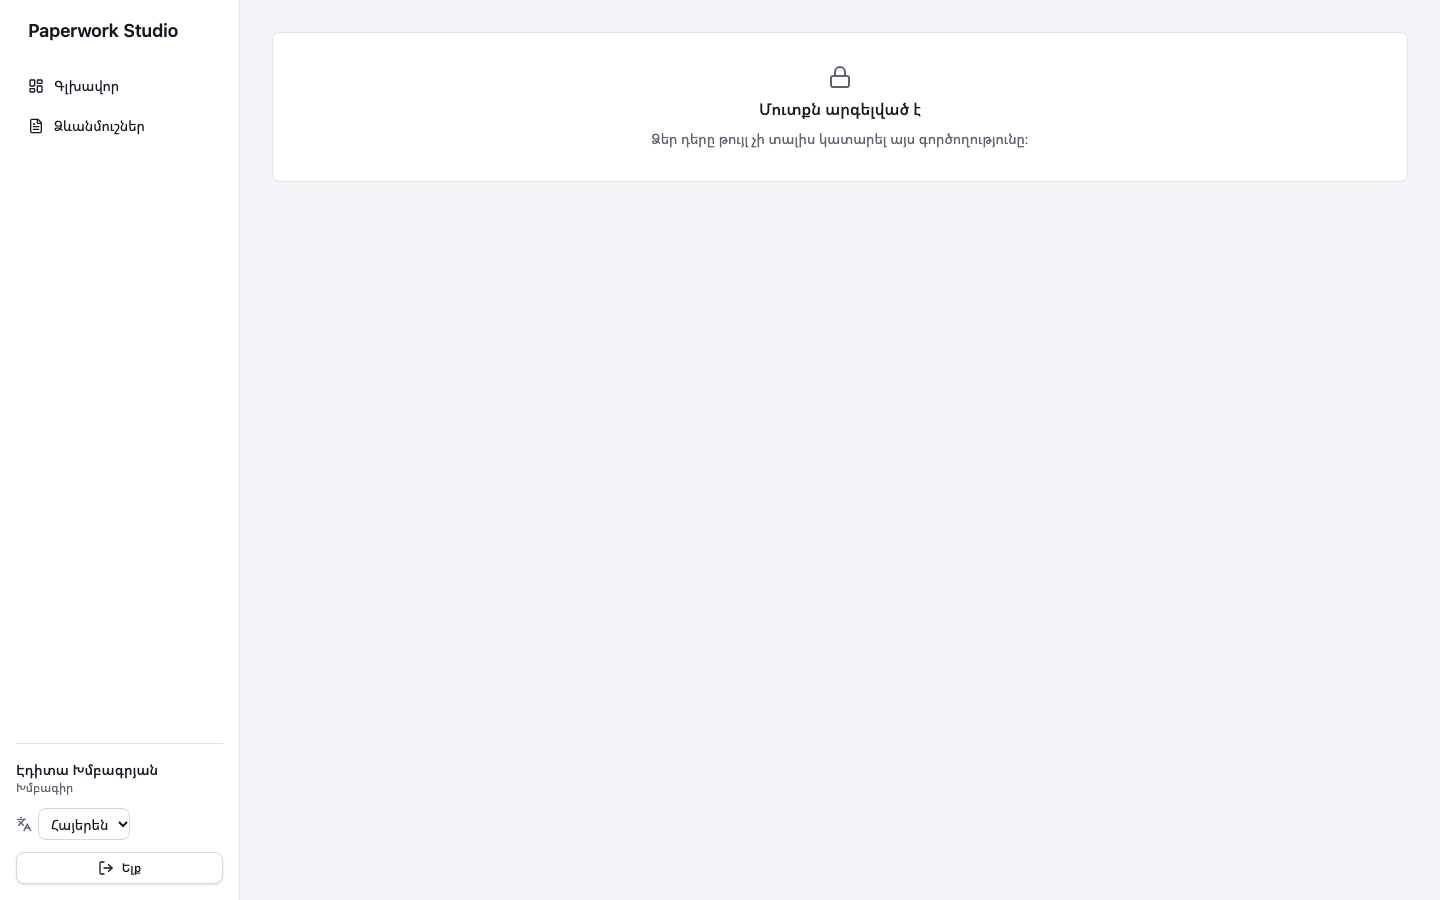 Paperwork Studio
Գլխավոր
Ձևանմուշներ
Մուտքն արգելված է
Ձեր դերը թույլ չի տալիս կատարել այս գործողությունը։
Էդիտա Խմբագրյան
Խմբագիր
Հայերեն
Ելք